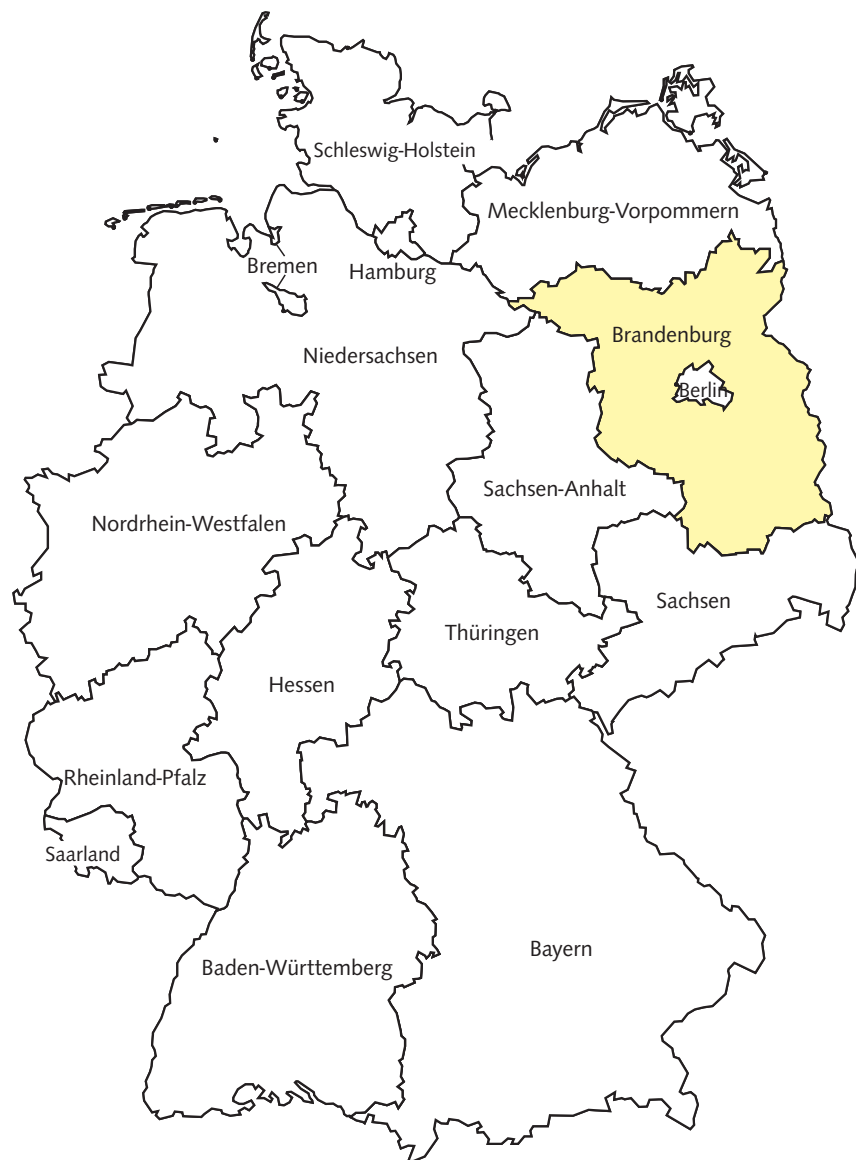 Schleswig-Holstein
Mecklenburg-Vorpommern
Bremen
Hamburg
Brandenburg
Niedersachsen
Berlin
Sachsen-Anhalt
Nordrhein-Westfalen
Sachsen
Thüringen
Hessen
Rheinland-Pfalz
Saarland
Bayern
Baden-Württemberg